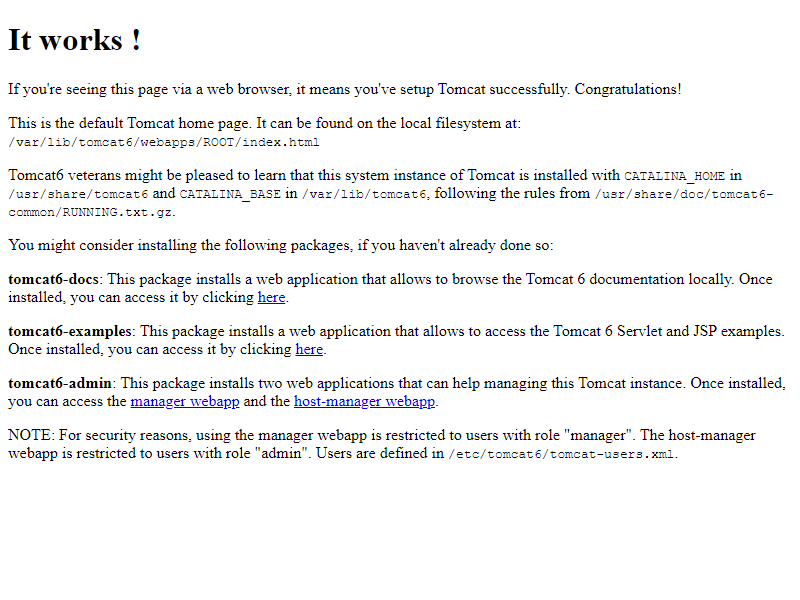 It works !
If you're seeing this page via a web browser, it means you've setup Tomcat successfully. Congratulations!
This is the default Tomcat home page. It can be found on the local filesystem at:
/var/lib/tomcat6/webapps/ROOT/index.html
Tomcat6 veterans might be pleased to learn that this system instance of Tomcat is installed with CATALINA_HOME in
/usr/share/tomcat6 and CATALINA_BASE in /var/lib/tomcat6, following the rules from /usr/share/doc/tomcat6-
common/RUNNING.txt.gz.
You might consider installing the following packages, if you haven't already done so:
tomcat6-docs: This package installs a web application that allows to browse the Tomcat 6 documentation locally. Once
installed, you can access it by clicking here.
tomcat6-examples: This package installs a web application that allows to access the Tomcat 6 Servlet and JSP examples.
Once installed, you can access it by clicking here.
tomcat6-admin: This package installs two web applications that can help managing this Tomcat instance. Once installed,
you can access the manager webapp and the host-manager webapp.
NOTE: For security reasons, using the manager webapp is restricted to users with role "manager". The host-manager
webapp is restricted to users with role "admin". Users are defined in /etc/tomcat6/tomcat-users.xml.